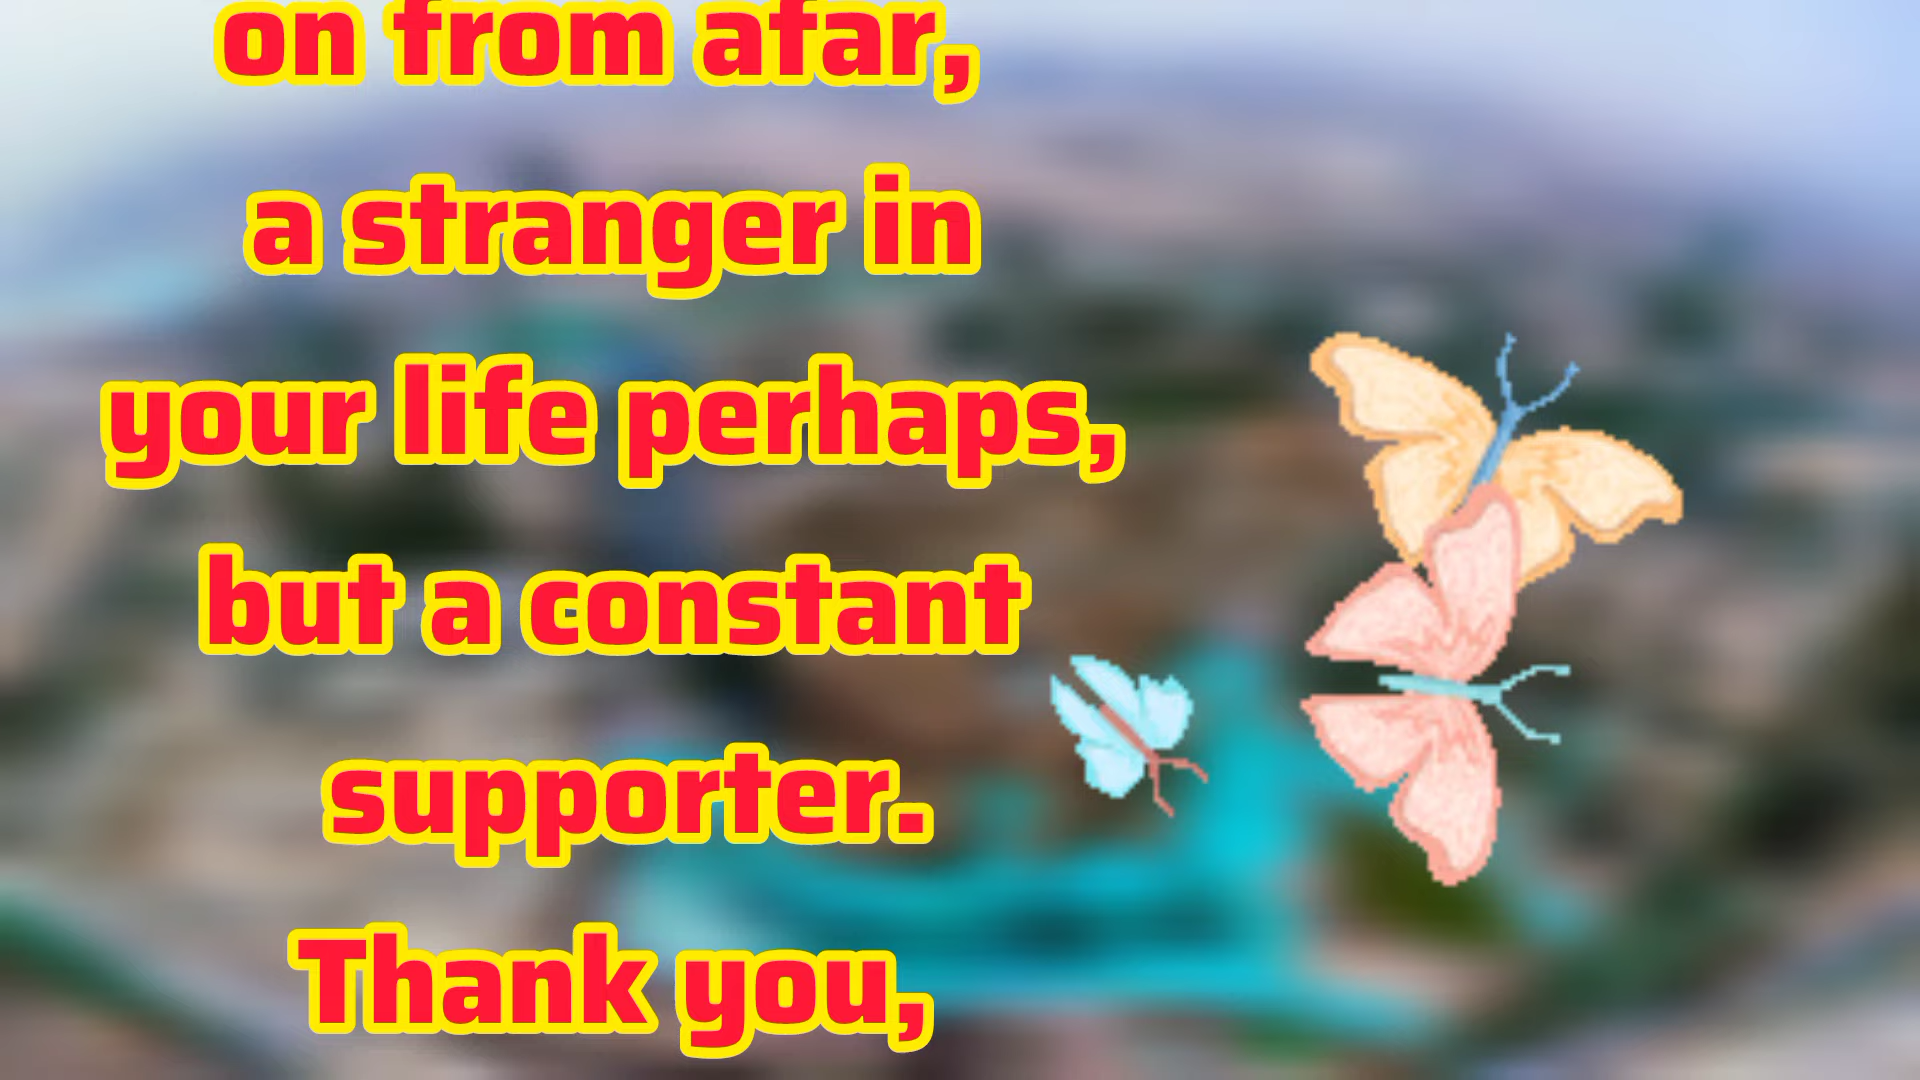 on from afar,
a stranger in
your life perhaps,
but a constant
supporter.
Thank you,